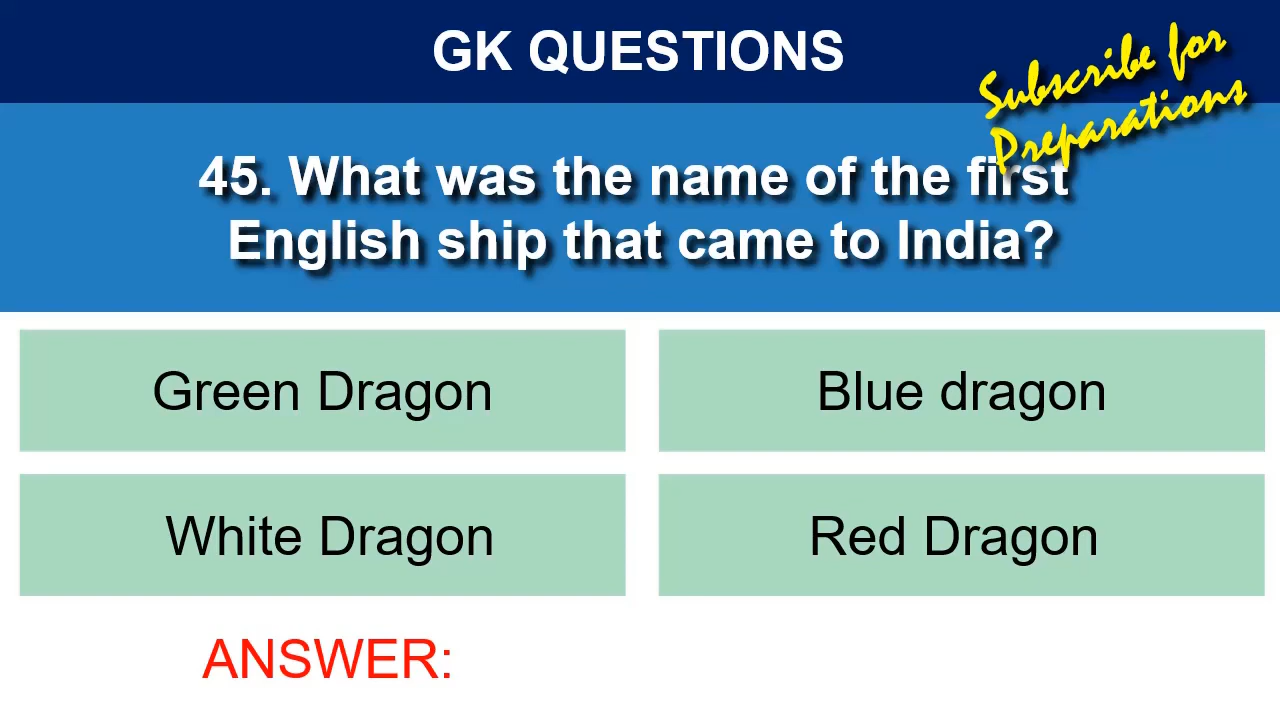 GK QUESTIONS
Subscribe for
Preparations
45. What was the name of the first
English ship that came to India?
Green Dragon
Blue dragon
White Dragon
Red Dragon
ANSWER: